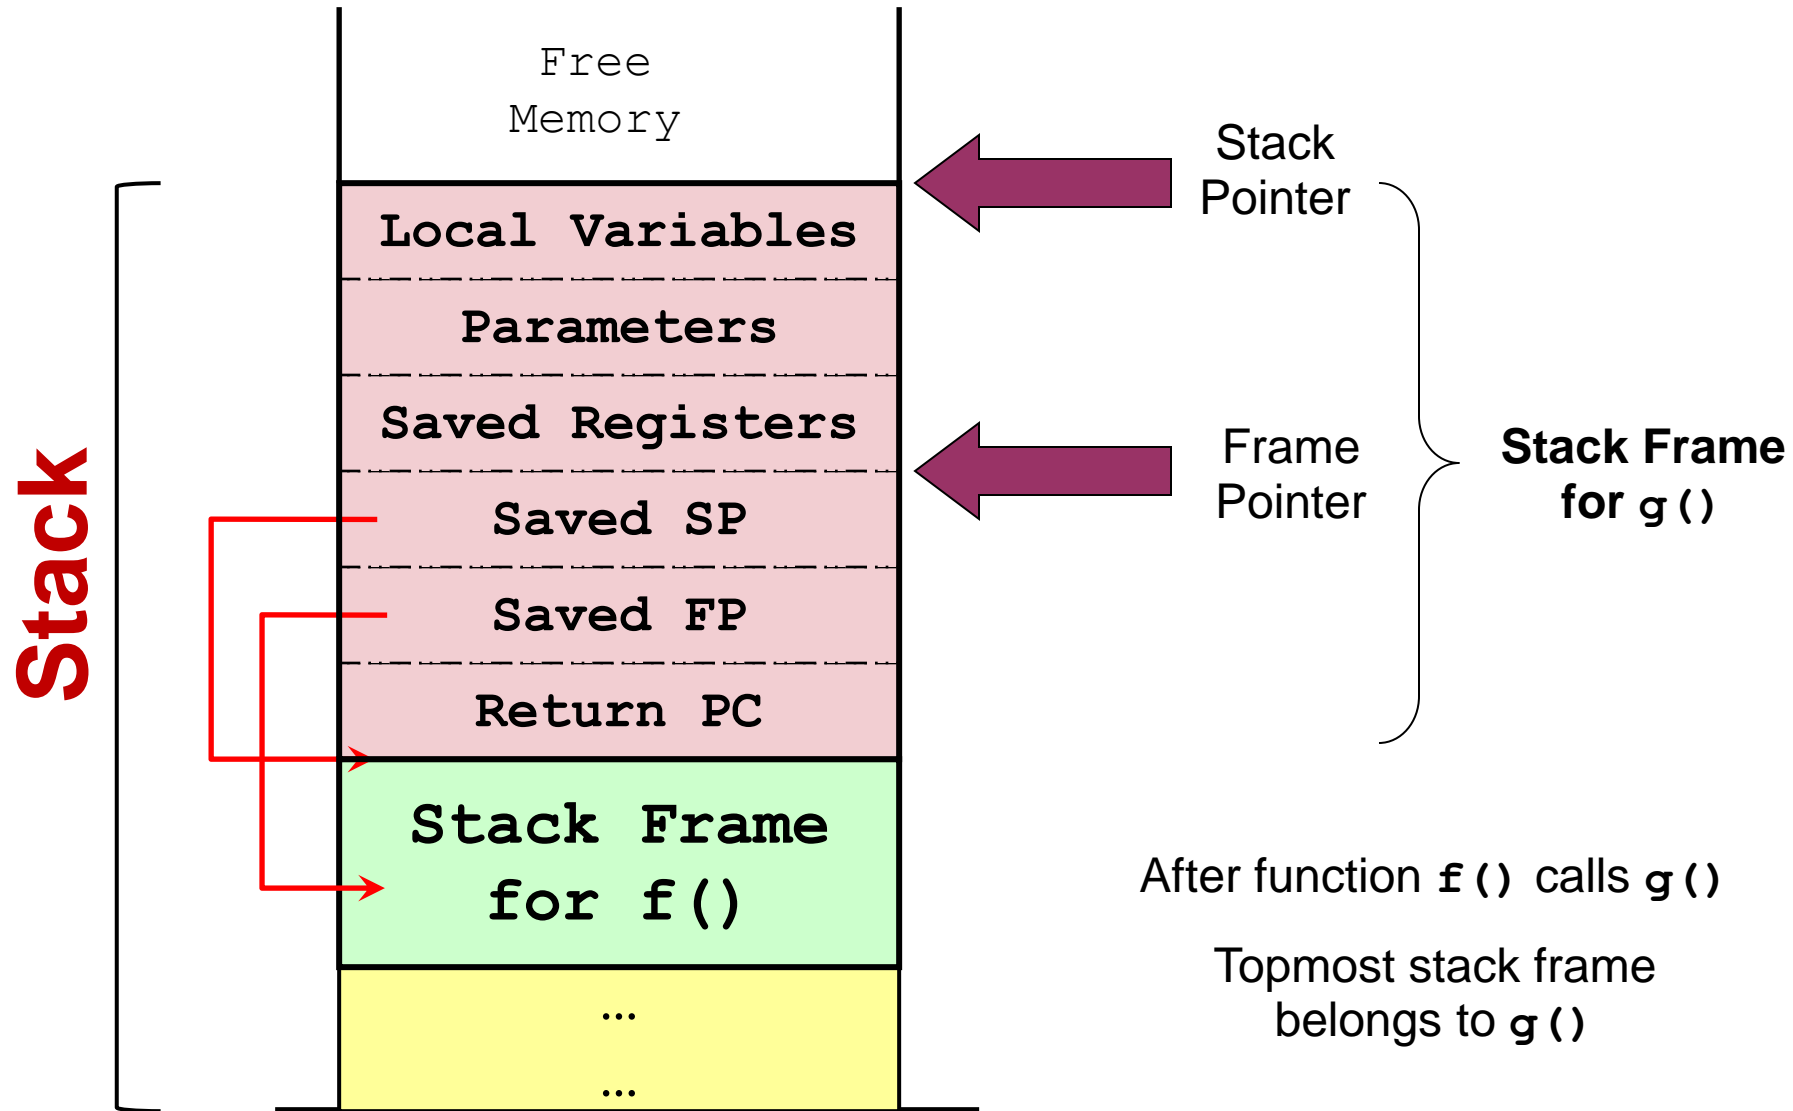 Free
Memory
Stack
Pointer
Local Variables
Parameters
Saved Registers
Frame
Pointer
Stack Frame
for g()
Stack
Saved SP
Saved FP
Return PC
Stack Frame
for f()
After function f() calls g()
Topmost stack frame
belongs to g()
…
…